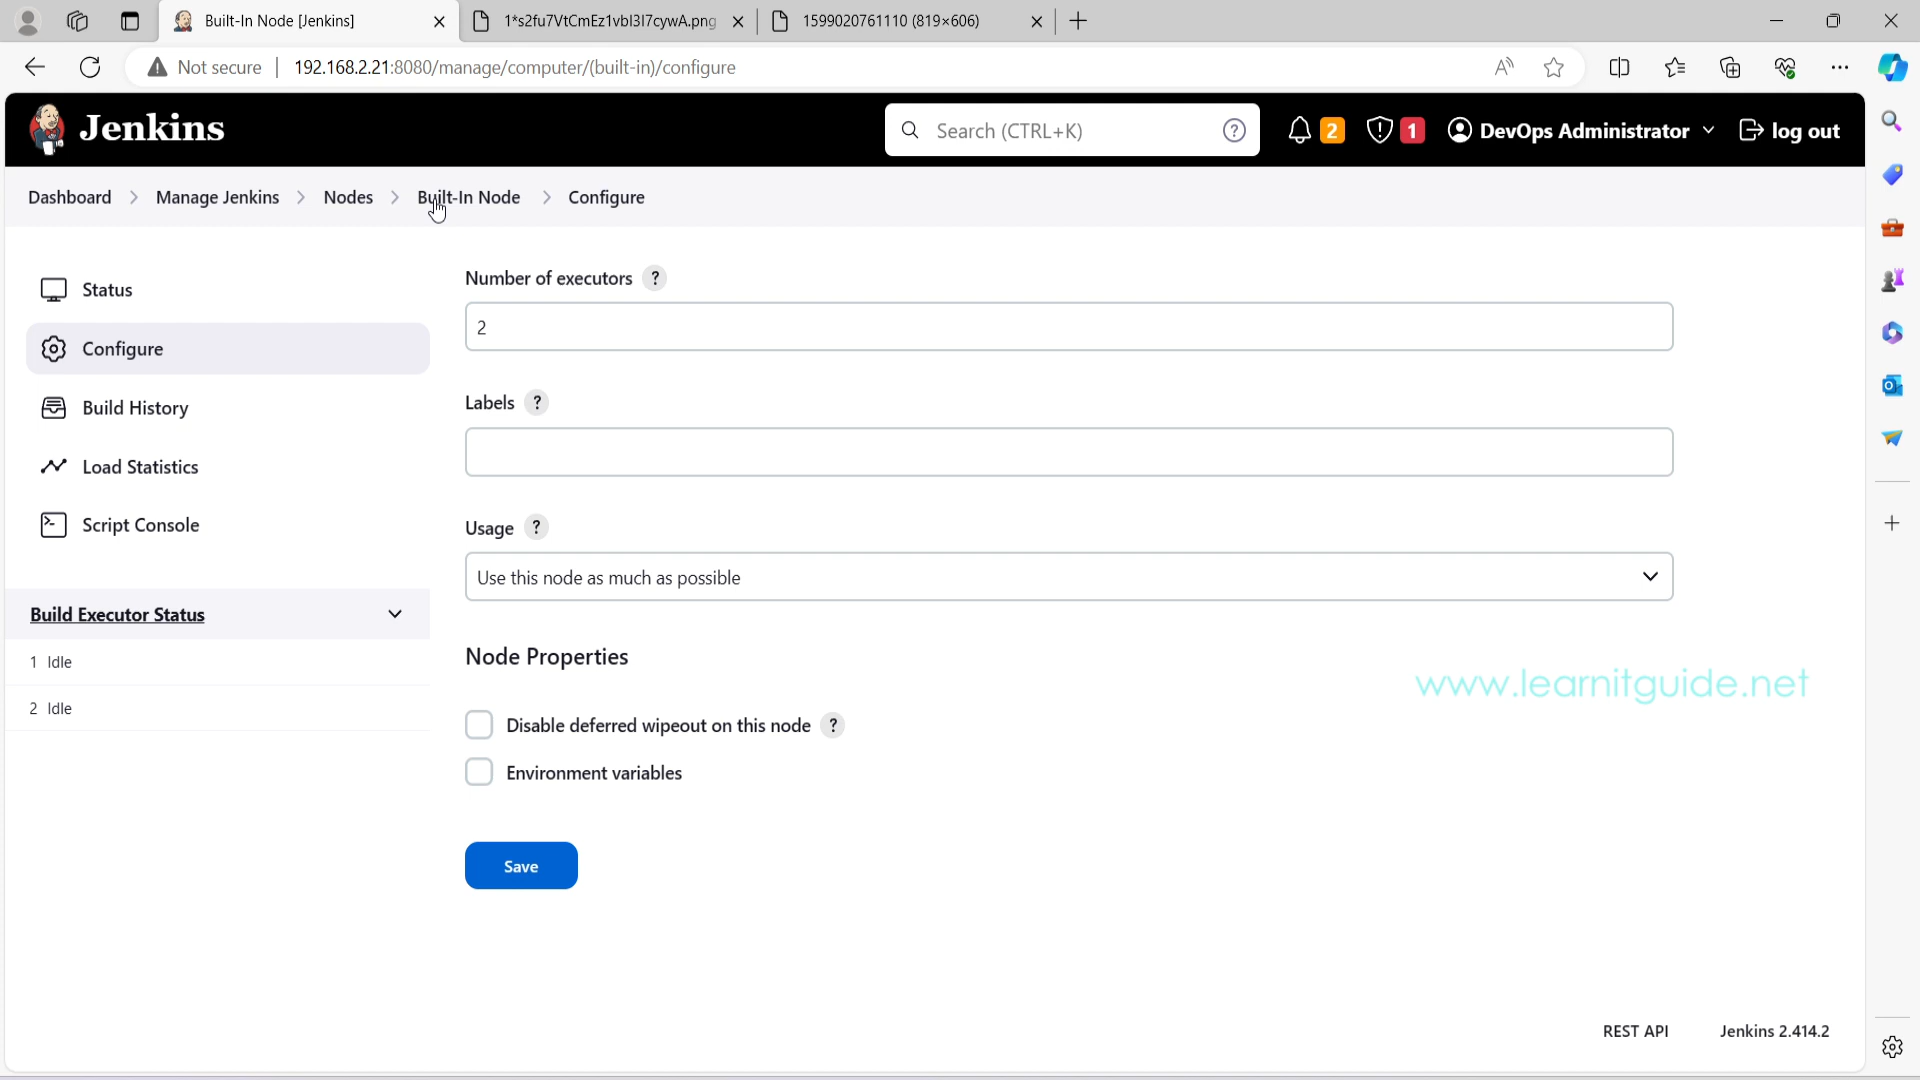 Built-In Node [Jenkins]
1*s2fu7VtCmEz1vbl3l7cywA.png
1599020761110 (819×606)
Not secure
192.168.2.21:8080/manage/computer/(built-in)/configure
Jenkins
Search (CTRL+K)
?
2
1
DevOps Administrator
log out
Dashboard
Manage Jenkins
Nodes
Built-In Node
Configure
Status
Configure
Build History
Load Statistics
Script Console
Build Executor Status
1 Idle
2 Idle
Number of executors ?
2
Labels ?
Usage ?
Use this node as much as possible
Node Properties
Disable deferred wipeout on this node ?
Environment variables
Save
www.learnitguide.net
REST API
Jenkins 2.414.2